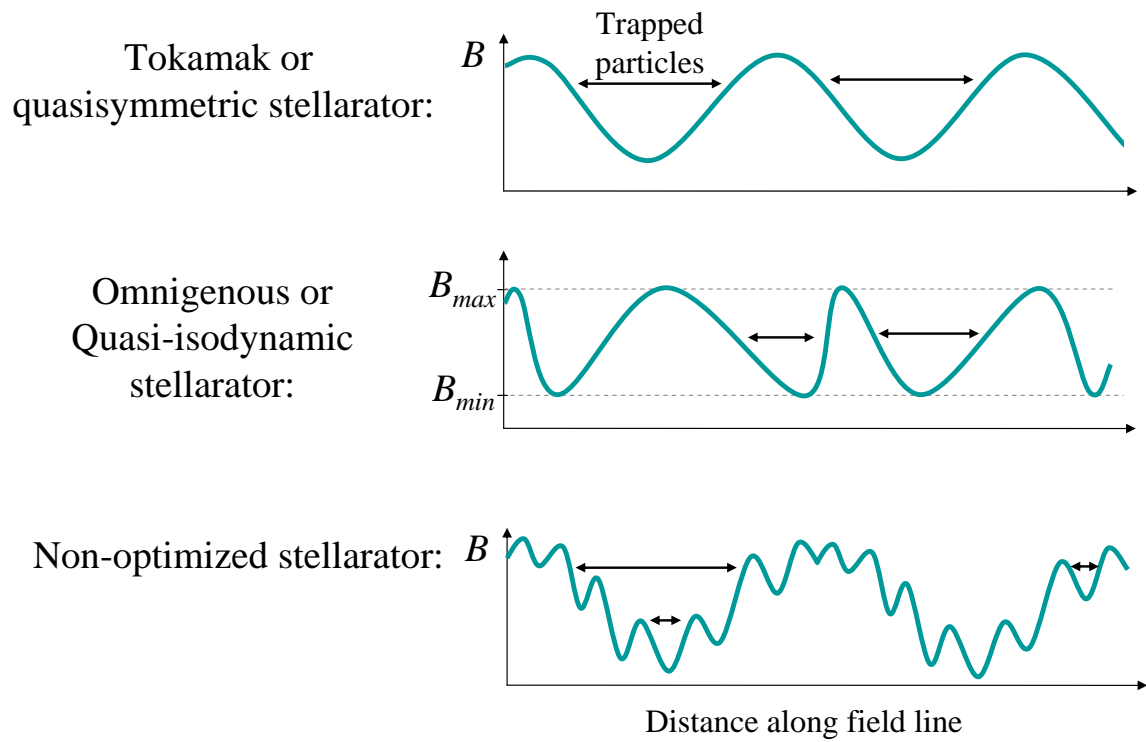 Tokamak or
quasisymmetric stellarator:
B
Trapped
particles
Omnigenous or
Quasi-isodynamic
stellarator:
Bmax
Bmin
Non-optimized stellarator:
B
Distance along field line